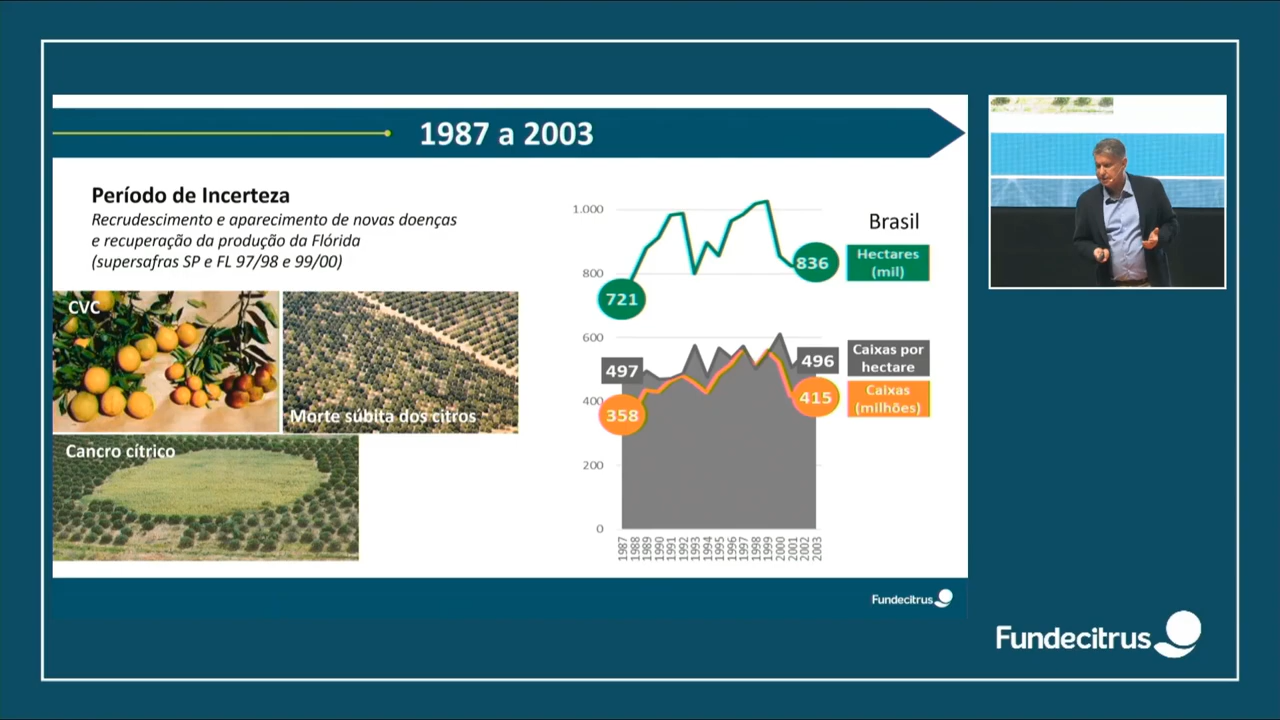 1987 a 2003
Período de Incerteza
Recrudescimento e aparecimento de novas doenças
e recuperação da produção da Flórida
(supersafras SP e FL 97/98 e 99/00)
CVC
Morte súbita dos citros
Cancro cítrico
Brasil
1.000
800
600
400
200
0
721
836
Hectares
(mil)
497
496
Caixas por
hectare
358
415
Caixas
(milhões)
1987
1988
1989
1990
1991
1992
1993
1994
1995
1996
1997
1998
1999
2000
2001
2002
2003
Fundecitrus
Fundecitrus